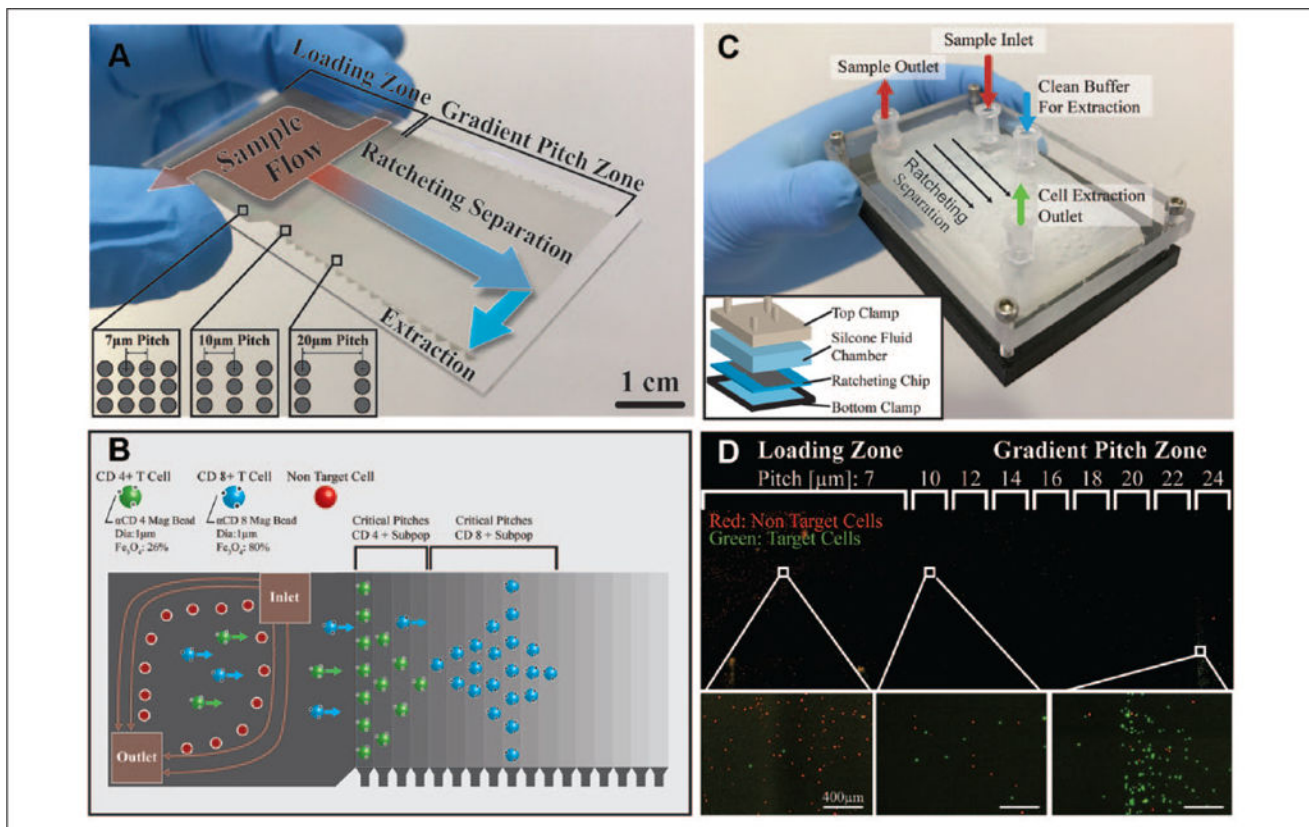 A
Loading Zone
Gradient Pitch Zone
Sample
Flow
Ratcheting Separation
Extraction
7μm Pitch
10μm Pitch
20μm Pitch
1 cm
B
CD 4+ T Cell
αCD 4 Mag Bead
Dia:1μm
Fe₃O₄: 26%
CD 8+ T Cell
αCD 8 Mag Bead
Dia:1μm
Fe₃O₄: 80%
Non Target Cell
Critical Pitches
CD 4 + Subpop
Critical Pitches
CD 8 + Subpop
Inlet
Outlet
C
Sample Inlet
Sample Outlet
Clean Buffer
For Extraction
Ratcheting
Separation
Cell Extraction
Outlet
Top Clamp
Silcone Fluid
Chamber
Ratcheting Chip
Bottom Clamp
D
Loading Zone
Gradient Pitch Zone
Pitch [μm]: 7 10 12 14 16 18 20 22 24
Red: Non Target Cells
Green: Target Cells
400μm